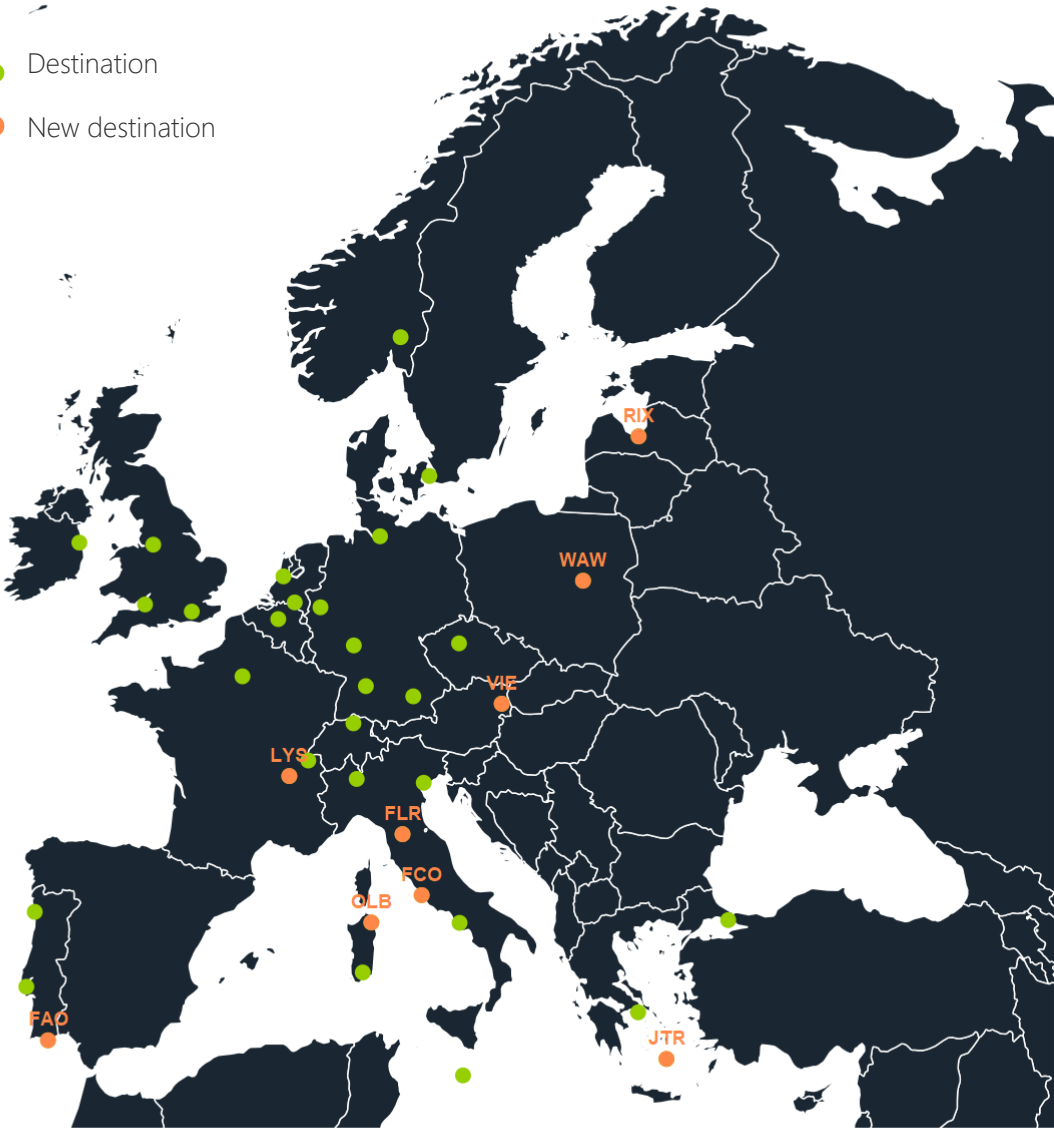 Destination
New destination
RIX
WAW
VIE
LYS
FLR
FCO
OLB
FAO
JTR